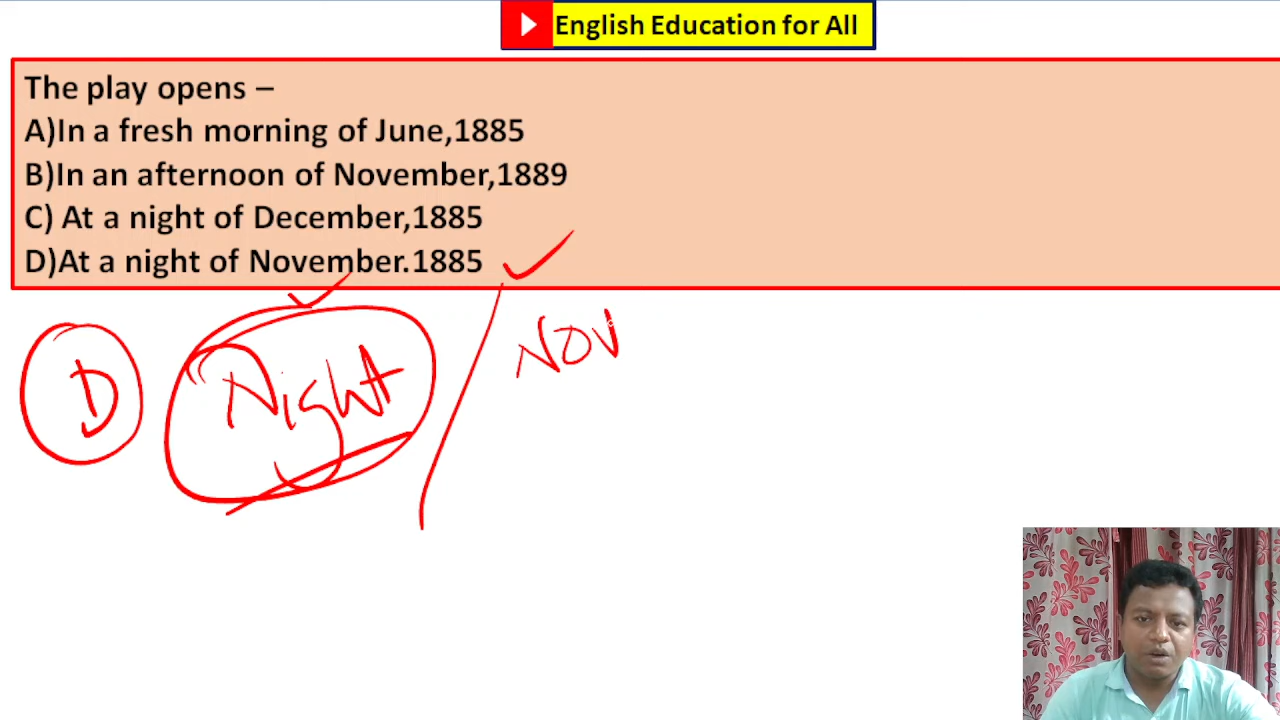 English Education for All
The play opens –
A)In a fresh morning of June,1885
B)In an afternoon of November,1889
C) At a night of December,1885
D)At a night of November.1885
D Night NOV